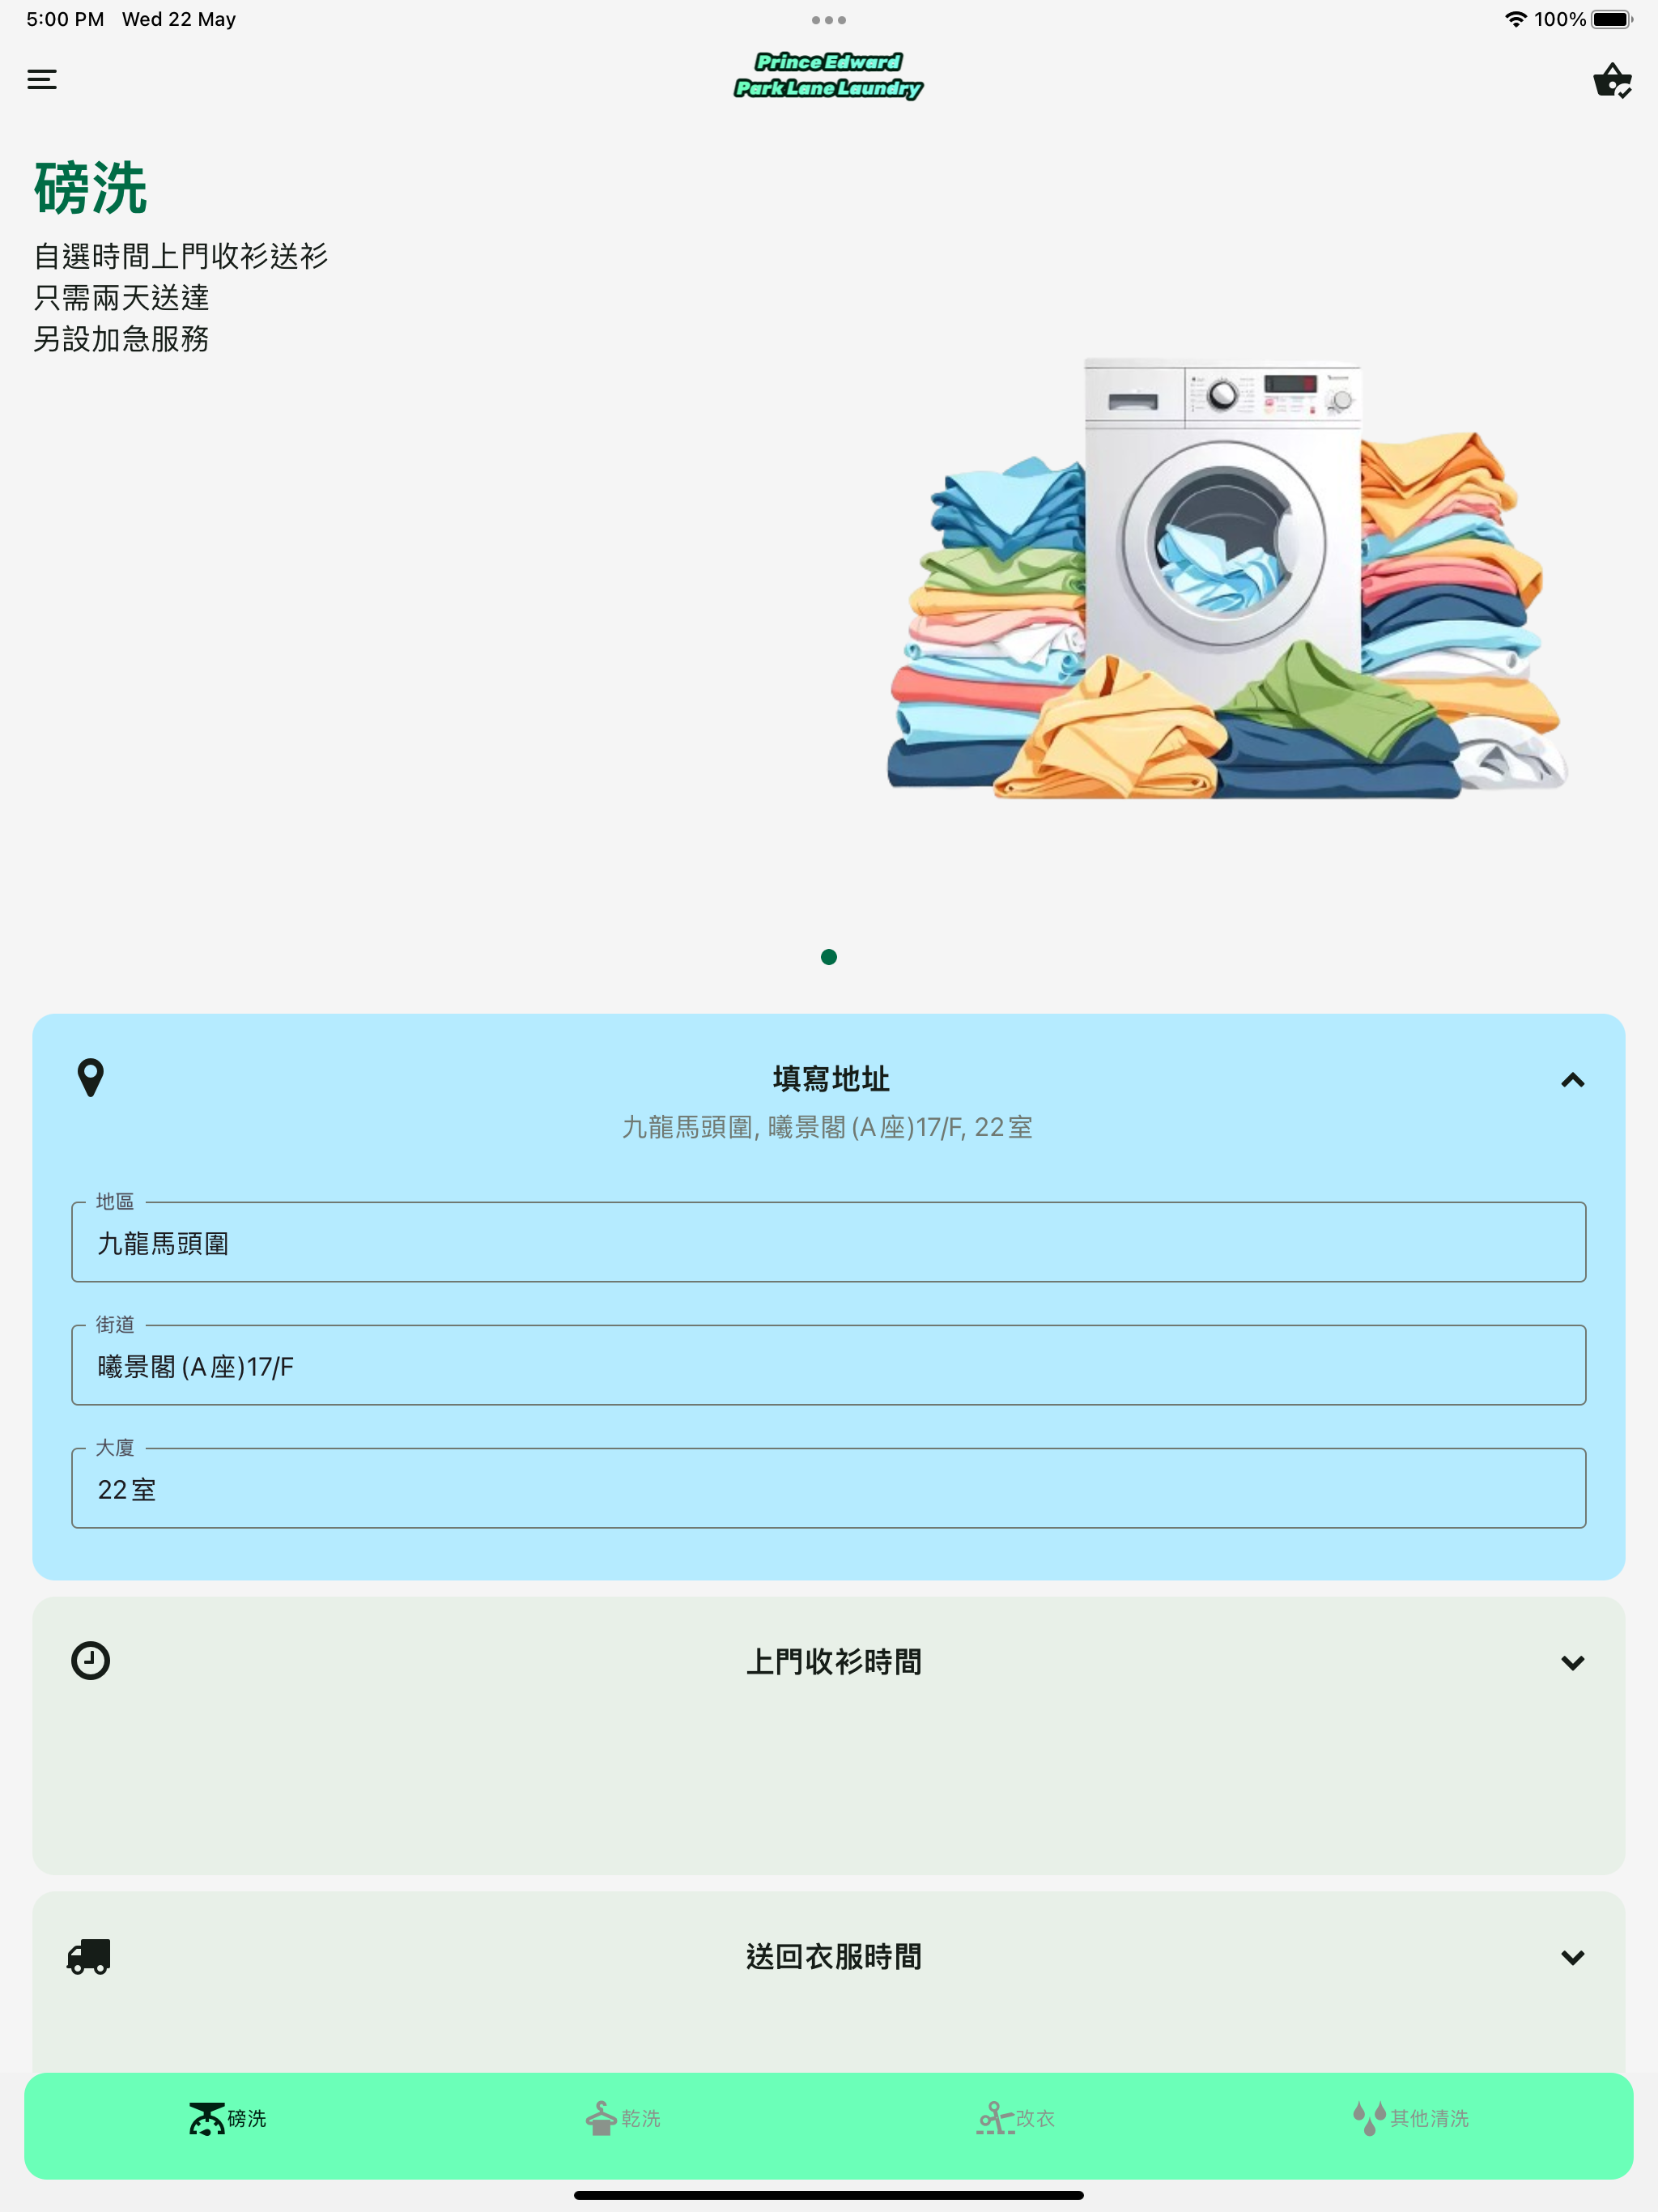 5:00 PM Wed 22 May
100%
Prince Edward
Park Lane Laundry
磅洗
自選時間上門收衫送衫
只需兩天送達
另設加急服務
填寫地址
九龍馬頭圍, 曦景閣 (A座)17/F, 22室
地區
九龍馬頭圍
街道
曦景閣 (A座)17/F
大廈
22室
上門收衫時間
送回衣服時間
磅洗
乾洗
改衣
其他清洗